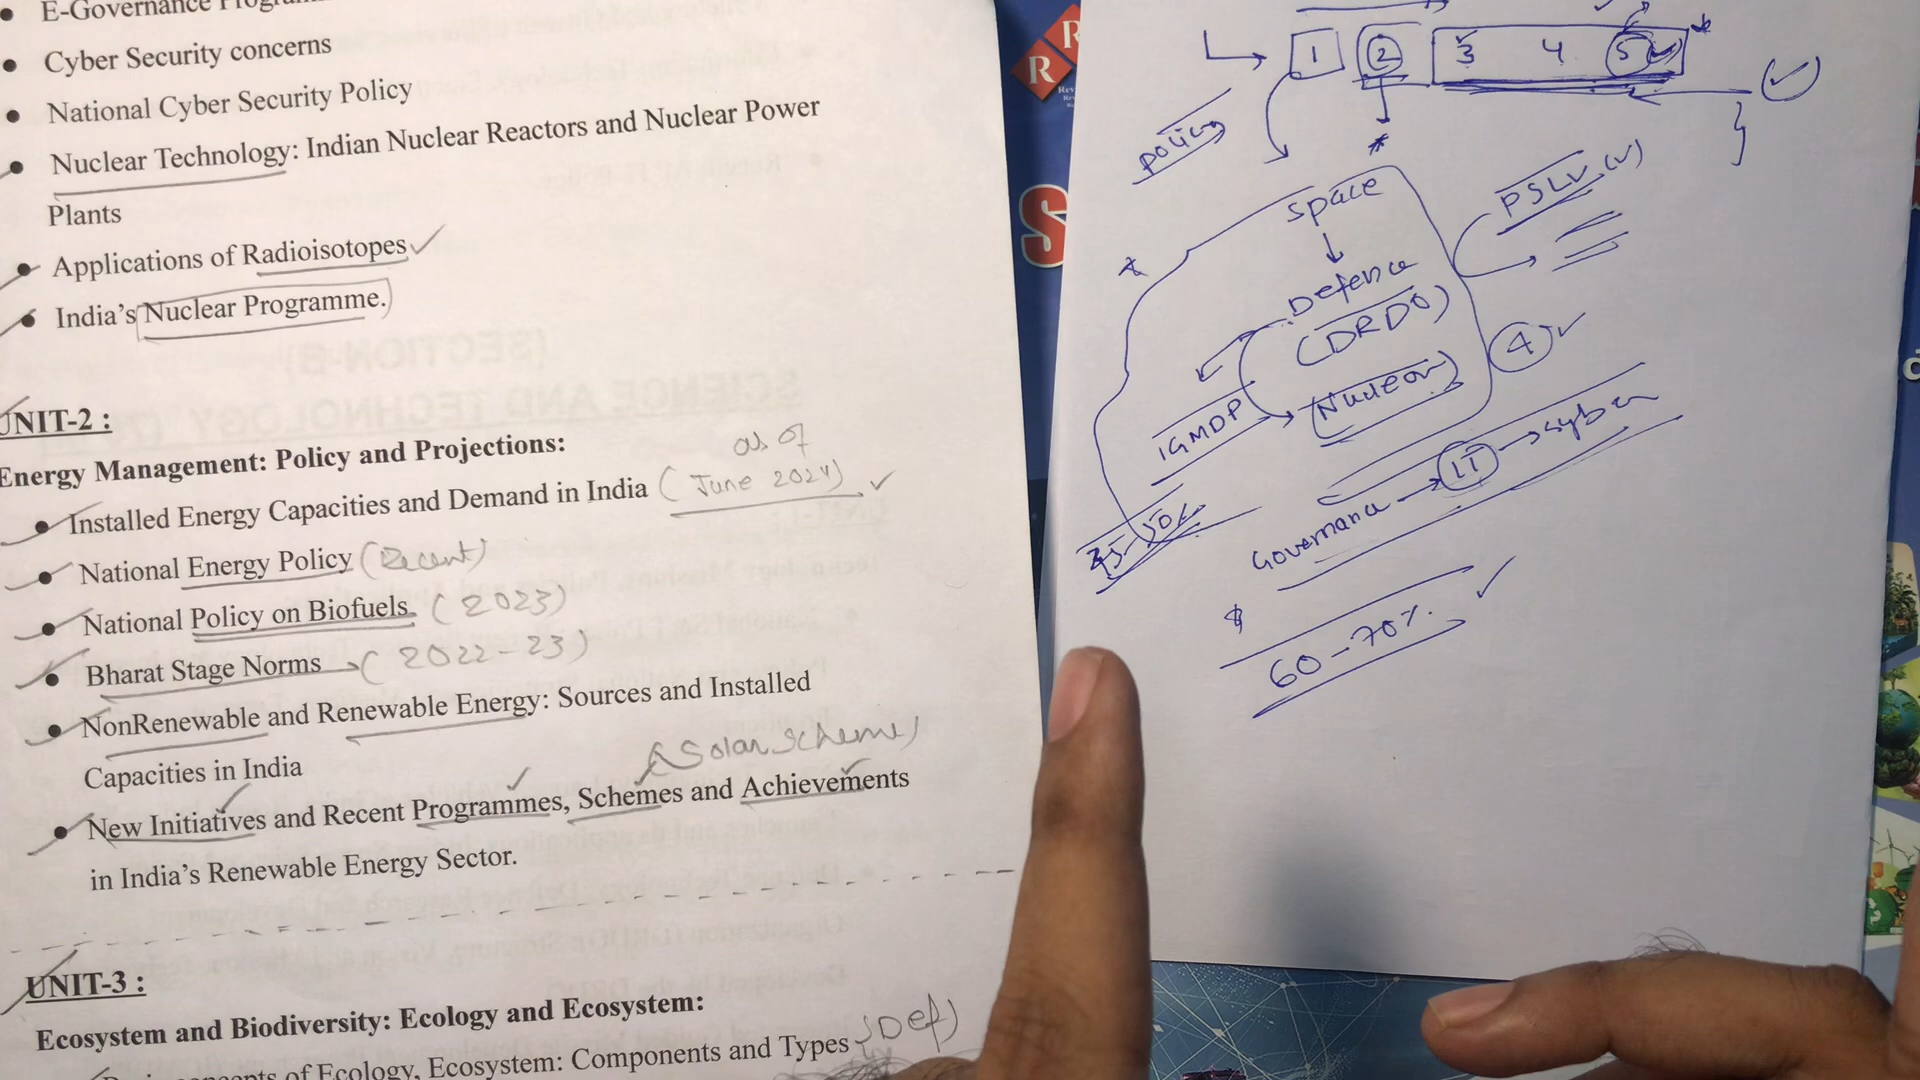 • E-Governance
• Cyber Security concerns
• National Cyber Security Policy
• Nuclear Technology: Indian Nuclear Reactors and Nuclear Power
Plants
• Applications of Radioisotopes
• India's Nuclear Programme.
UNIT-2 :
Energy Management: Policy and Projections:
as of
• Installed Energy Capacities and Demand in India (June 2024)
• National Energy Policy (Recent)
• National Policy on Biofuels. (2023)
• Bharat Stage Norms → (2022-23)
• NonRenewable and Renewable Energy: Sources and Installed
Capacities in India
(Solar Scheme)
• New Initiatives and Recent Programmes, Schemes and Achievements
in India's Renewable Energy Sector.
UNIT-3 :
Ecosystem and Biodiversity: Ecology and Ecosystem:
of Ecology, Ecosystem: Components and Types (Def)
R
R
S
1 2 3 4 5
Policy
Space
PSLV (V)
Defence
(DRDO)
IGMDP
Nuclear
4
Governance → IT → Syber
60-70%